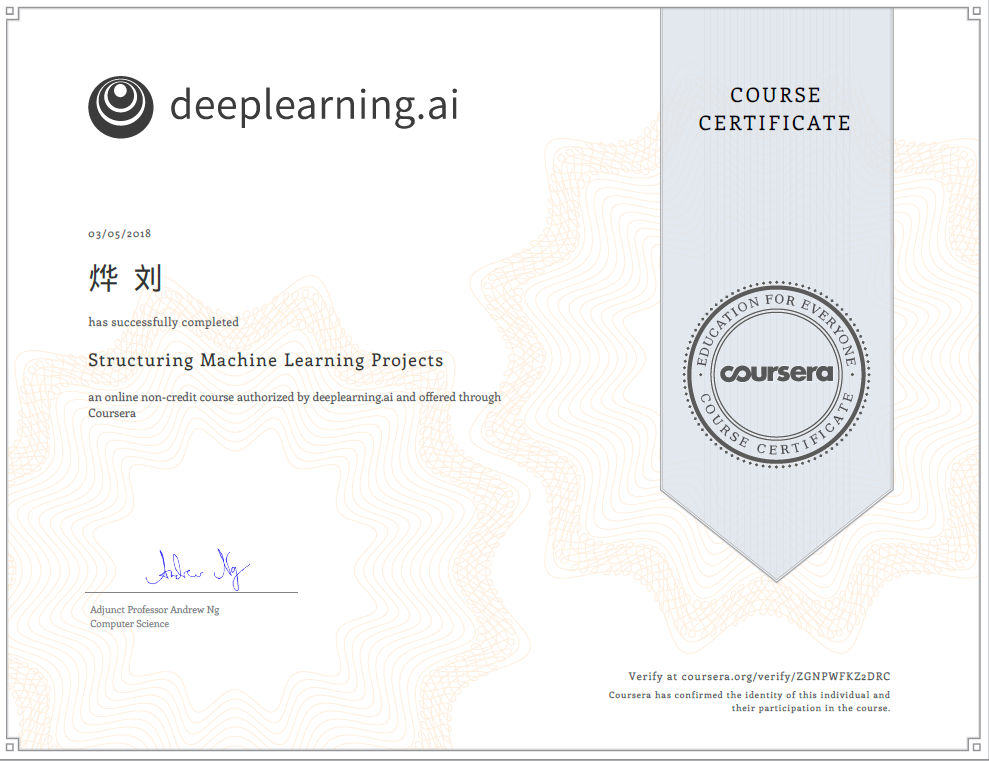 deeplearning.ai
COURSE
CERTIFICATE
03/05/2018
烨 刘
has successfully completed
Structuring Machine Learning Projects
an online non-credit course authorized by deeplearning.ai and offered through
Coursera
EDUCATION FOR EVERYONE
coursera
COURSE CERTIFICATE
Andrew Ng
Adjunct Professor Andrew Ng
Computer Science
Verify at coursera.org/verify/ZGNPWFKZ2DRC
Coursera has confirmed the identity of this individual and
their participation in the course.